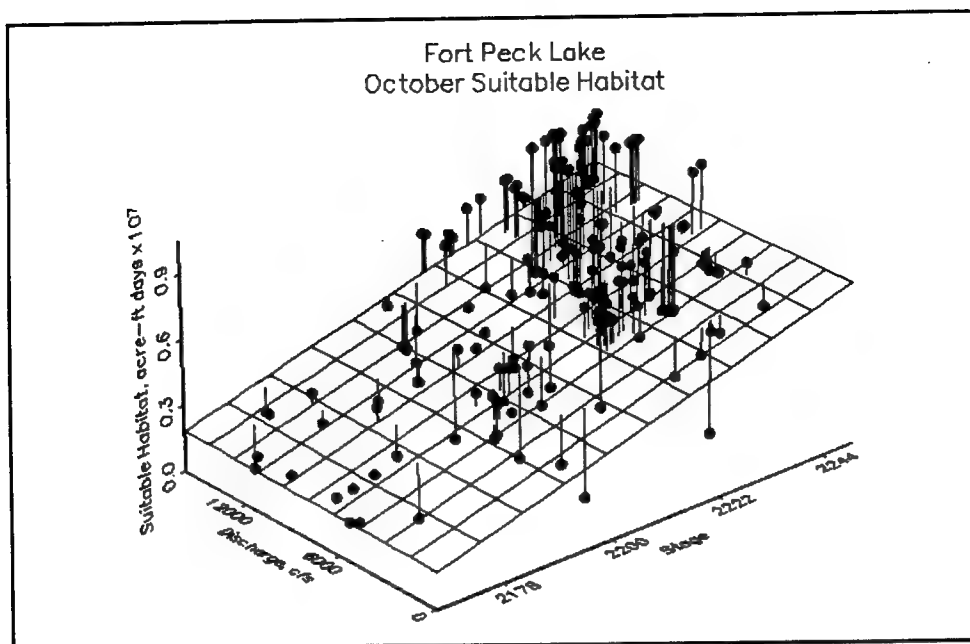 Fort Peck Lake
October Suitable Habitat
Suitable Habitat, acre-ft days x 107
0.9
0.6
0.3
0.0
12000
6000
0
Discharge, cfs
2178
2200
2222
2244
Stage